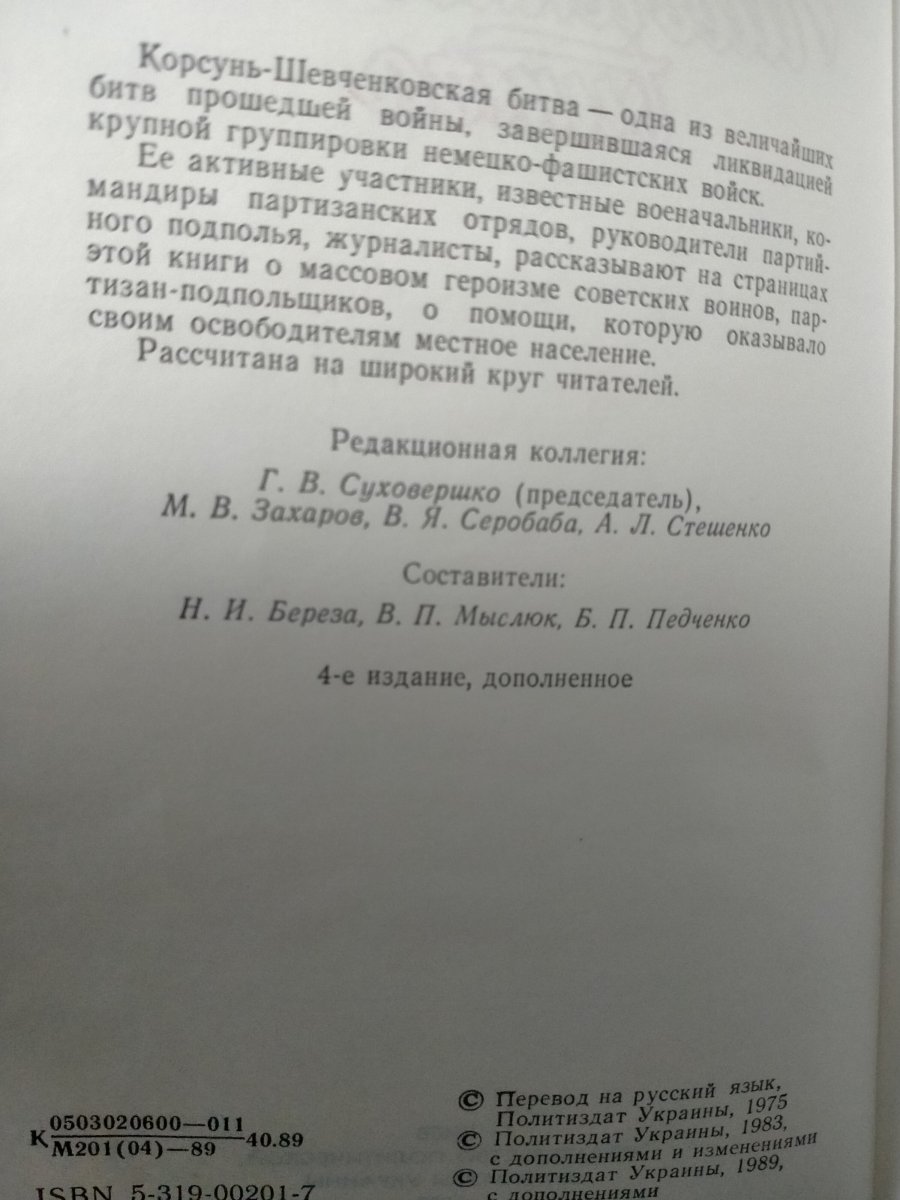 Корсунь-Шевченковская битва — одна из величайших
битв прошедшей войны, завершившаяся ликвидацией
крупной группировки немецко-фашистских войск.
Ее активные участники, известные военачальники, ко-
мандиры партизанских отрядов, руководители партий-
ного подполья, журналисты, рассказывают на страницах
этой книги о массовом героизме советских воинов, пар-
тизан-подпольщиков, о помощи, которую оказывало
своим освободителям местное население.
Рассчитана на широкий круг читателей.
Редакционная коллегия:
Г. В. Суховершко (председатель),
М. В. Захаров, В. Я. Серобаба, А. Л. Стешенко
Составители:
Н. И. Береза, В. П. Мыслюк, Б. П. Педченко
4-е издание, дополненное
К 0503020600—011
М201(04)—89 40.89
ISBN 5-319-00201-7
© Перевод на русский язык,
Политиздат Украины, 1975
© Политиздат Украины, 1983,
с дополнениями и изменениями
© Политиздат Украины, 1989,
с дополнениями